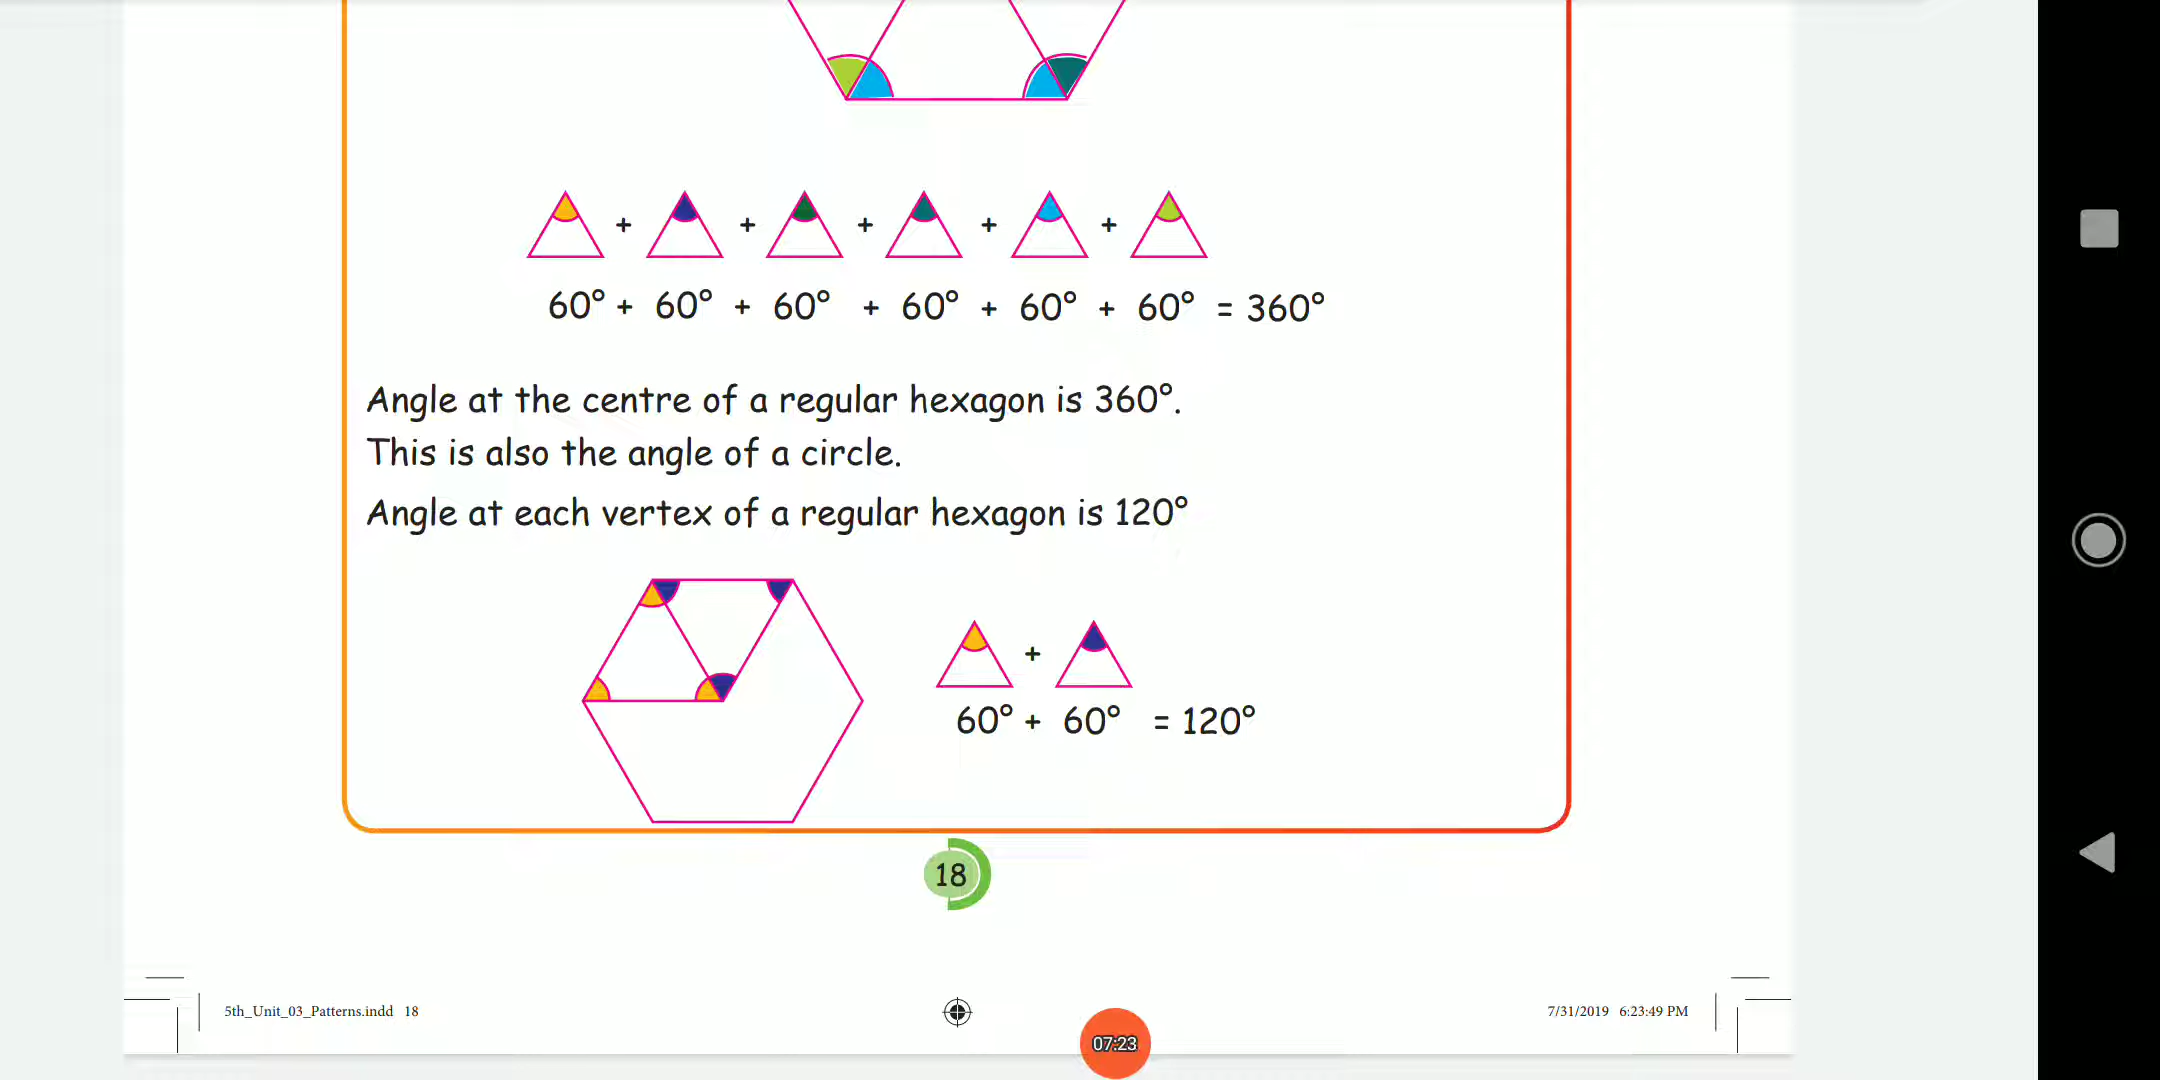 + + + + +
60° + 60° + 60° + 60° + 60° + 60° = 360°
Angle at the centre of a regular hexagon is 360°.
This is also the angle of a circle.
Angle at each vertex of a regular hexagon is 120°
+
60° + 60° = 120°
18
5th_Unit_03_Patterns.indd 18
7/31/2019 6:23:49 PM
07:23